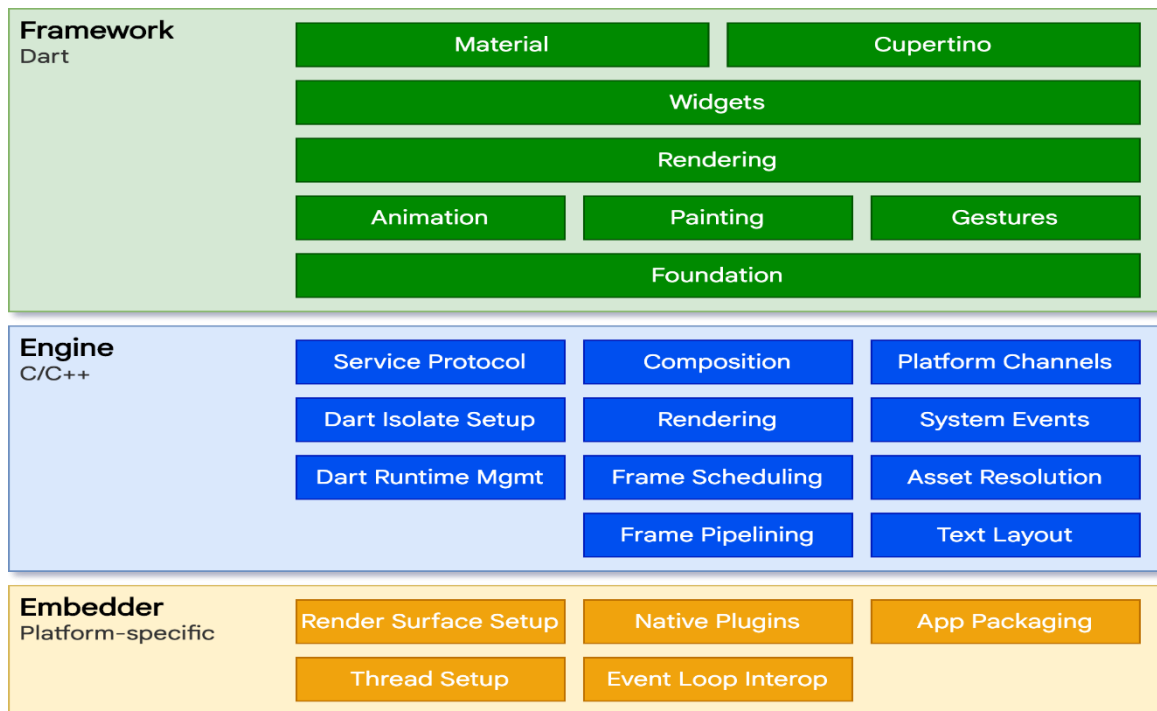 Framework
Dart
Material
Cupertino
Widgets
Rendering
Animation
Painting
Gestures
Foundation
Engine
C/C++
Service Protocol
Composition
Platform Channels
Dart Isolate Setup
Rendering
System Events
Dart Runtime Mgmt
Frame Scheduling
Asset Resolution
Frame Pipelining
Text Layout
Embedder
Platform-specific
Render Surface Setup
Native Plugins
App Packaging
Thread Setup
Event Loop Interop